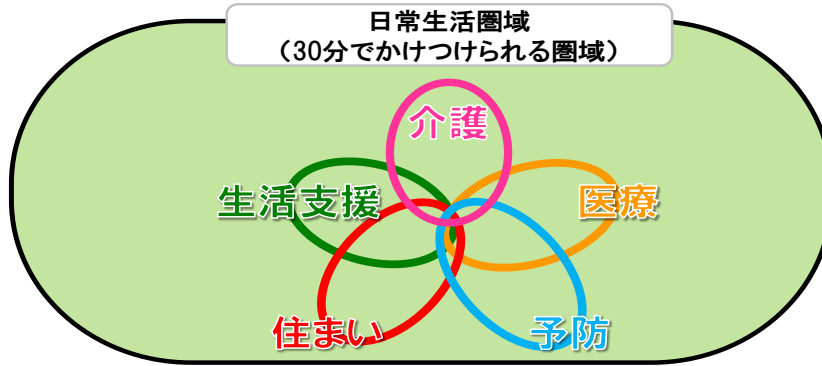 日常生活圏域
（30分でかけつけられる圏域）
介護
生活支援
医療
住まい
予防